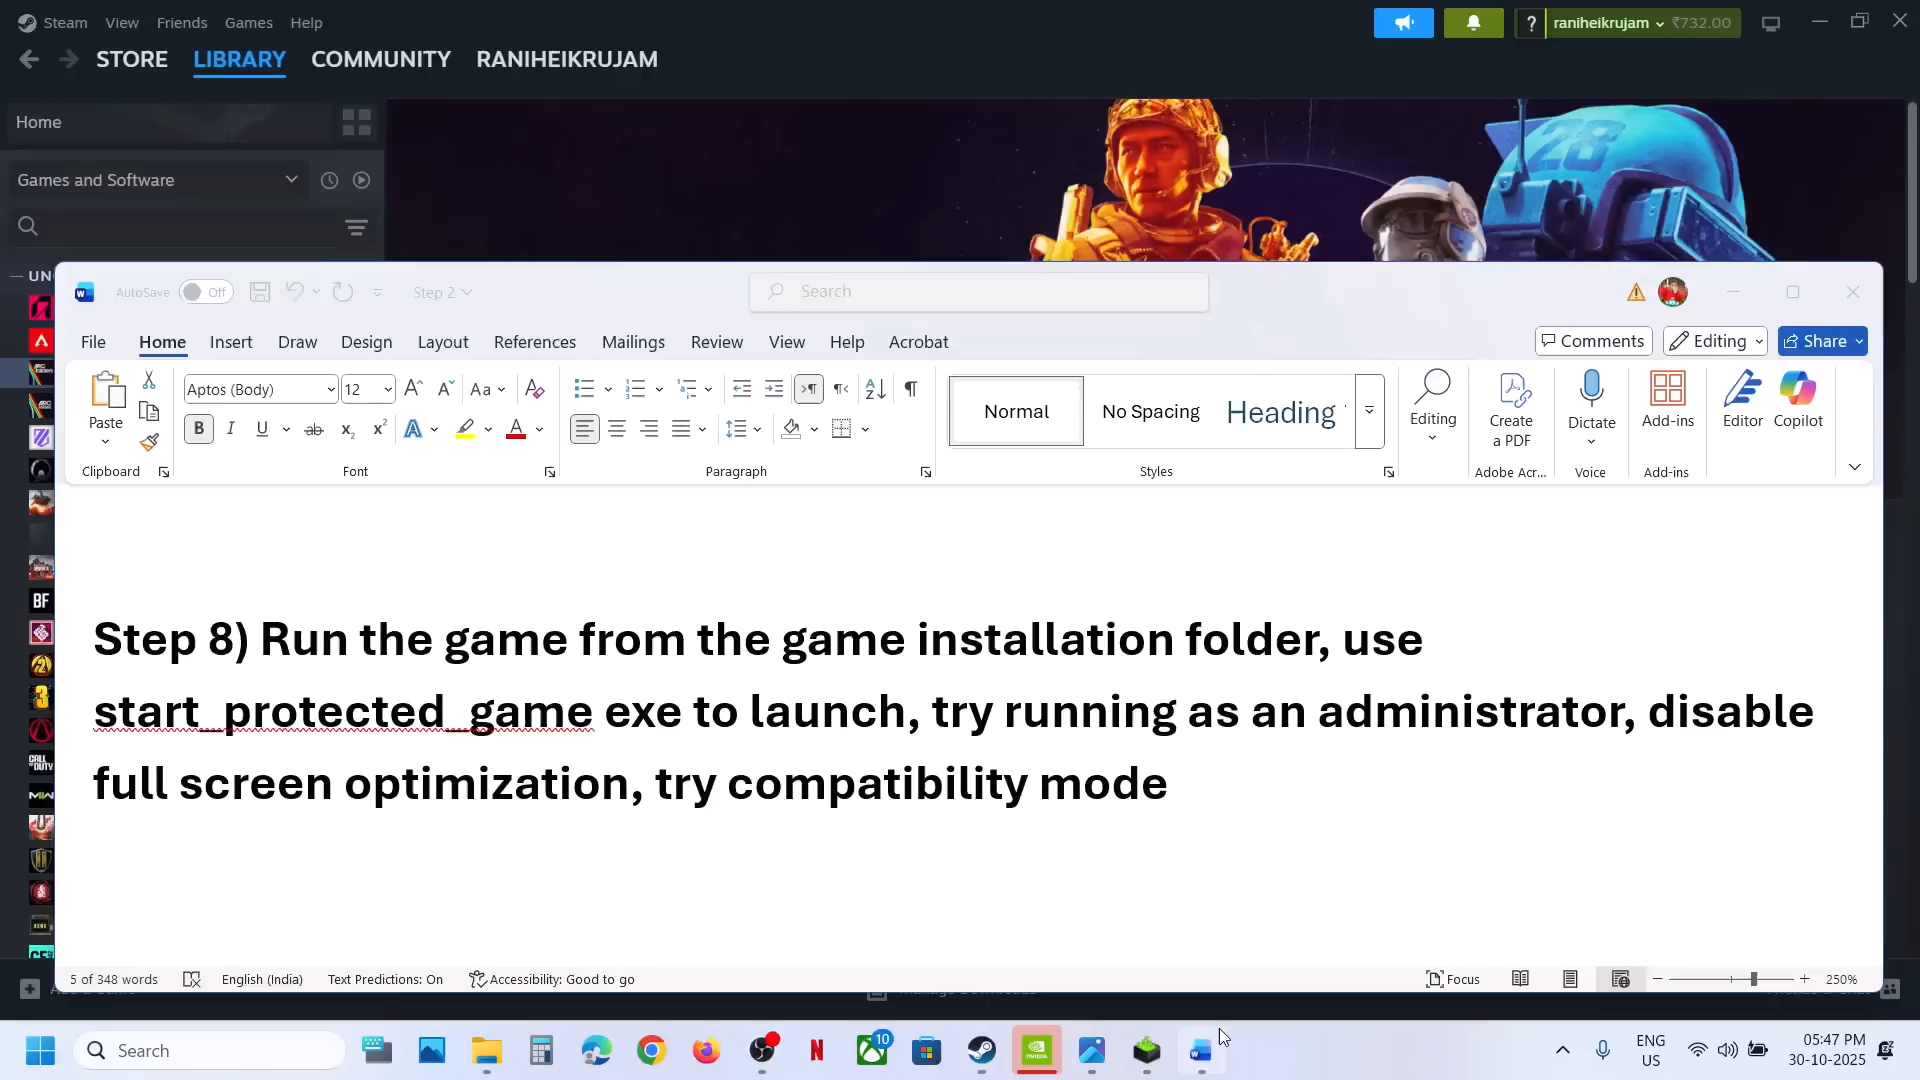 Steam View Friends Games Help
raniheikrujam ₹732.00
STORE LIBRARY COMMUNITY RANIHEIKRUJAM
Home
28
Games and Software
AutoSave Off Step 2 Search
File Home Insert Draw Design Layout References Mailings Review View Help Acrobat Comments Editing Share
Aptos (Body) 12
Paste
Normal No Spacing Heading
Editing Create a PDF Dictate Add-ins Editor Copilot
Clipboard Font Paragraph Styles Adobe Acr... Voice Add-ins
Step 8) Run the game from the game installation folder, use
start_protected_game exe to launch, try running as an administrator, disable
full screen optimization, try compatibility mode
5 of 348 words English (India) Text Predictions: On Accessibility: Good to go Focus 250%
Search 10 ENG US 05:47 PM 30-10-2025